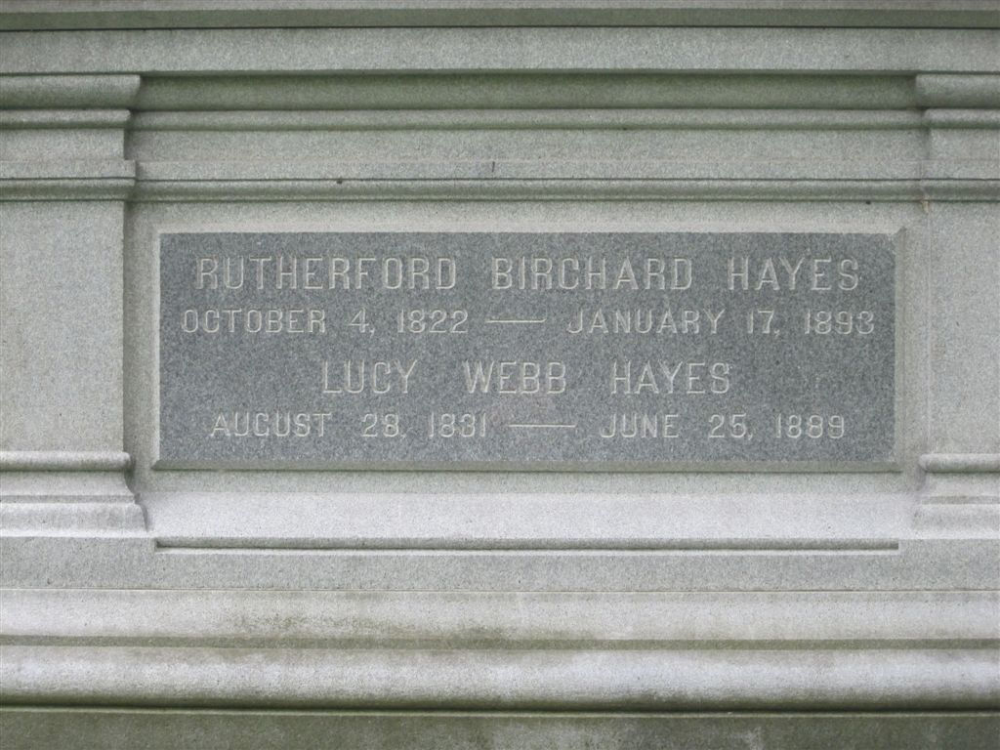 RUTHERFORD BIRCHARD HAYES
OCTOBER 4, 1822 — JANUARY 17, 1893
LUCY WEBB HAYES
AUGUST 28, 1831 — JUNE 25, 1889